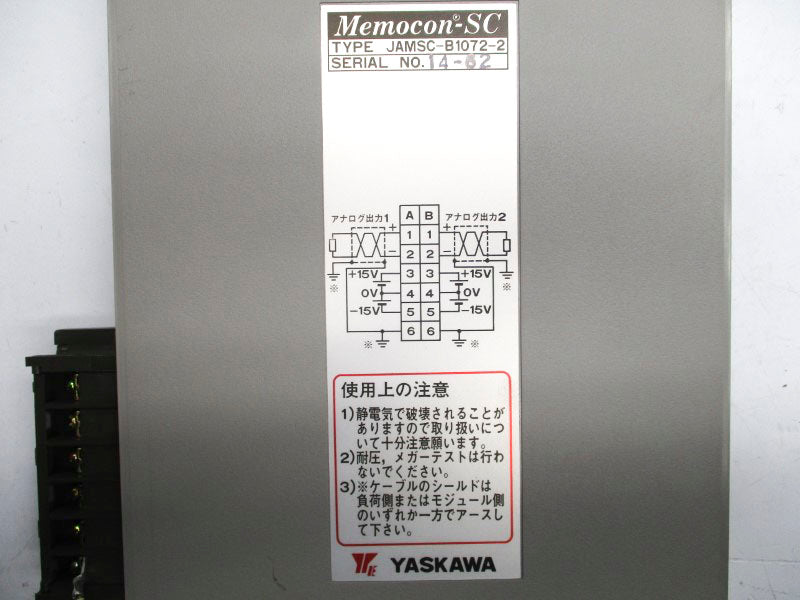 Memocon-SC
TYPE JAMSC-B1072-2
SERIAL NO. 14-62
アナログ出力1 A B アナログ出力2
+ 1 1 +
− 2 2 −
+15V 3 3 +15V
※ ※
0V 4 4 0V
−15V 5 5 −15V
6 6
※ ※
使用上の注意
1)静電気で破壊されることが
ありますので取り扱いにつ
いて十分注意願います。
2)耐圧,メガーテストは行わ
ないでください。
3)※ケーブルのシールドは
負荷側またはモジュール側
のいずれか一方でアースし
て下さい。
YASKAWA